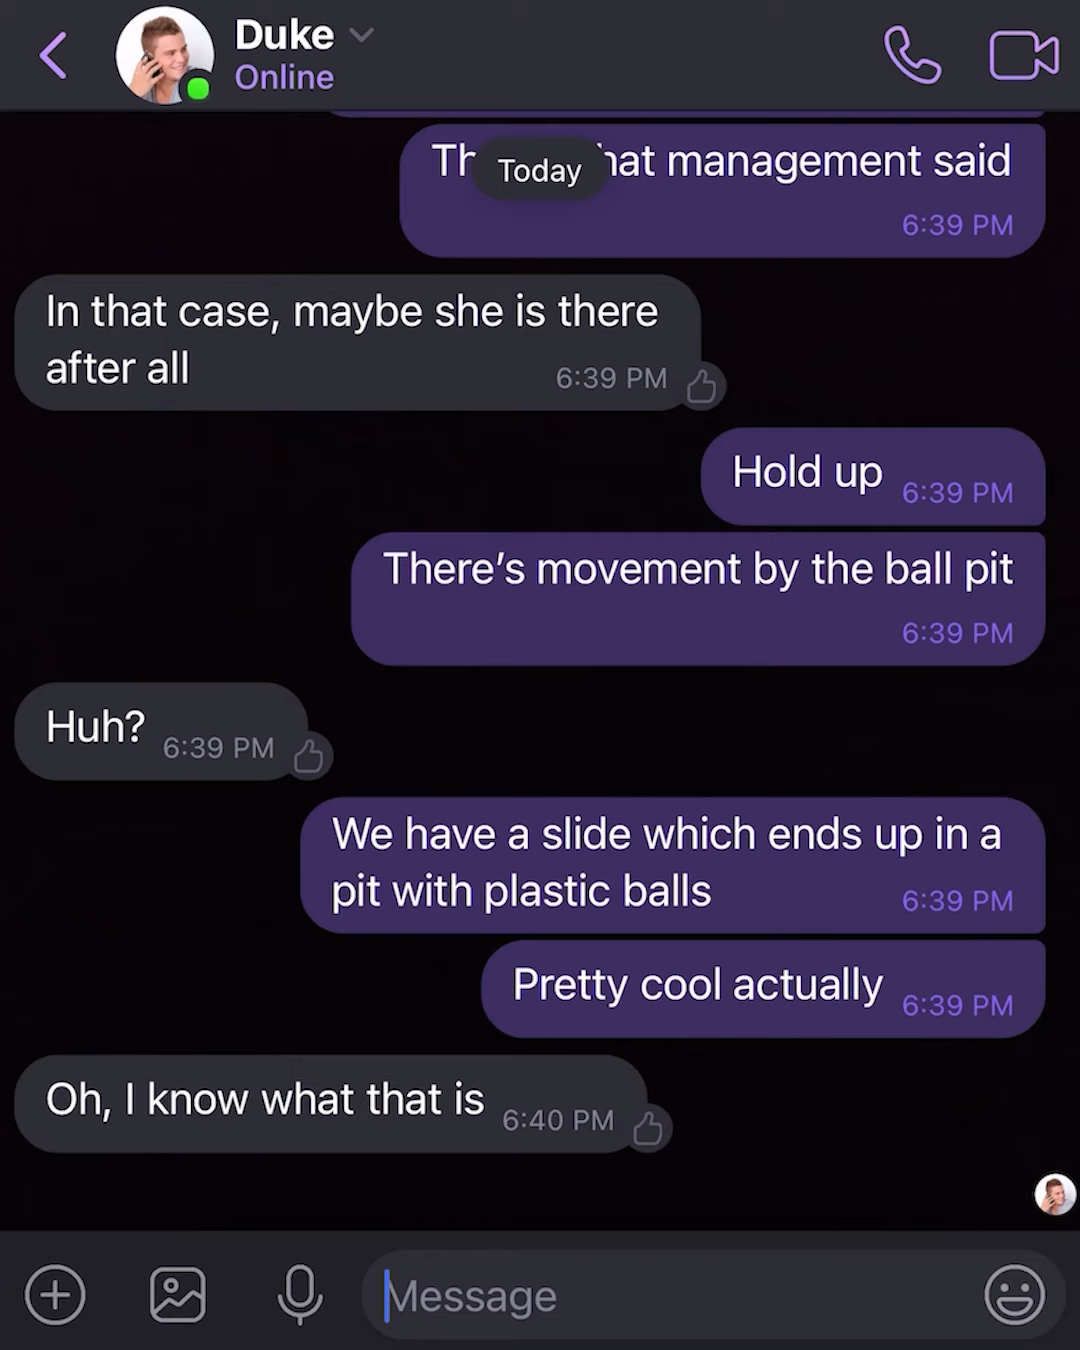 Duke
Online
Today
management said
6:39 PM
In that case, maybe she is there
after all
6:39 PM
Hold up
6:39 PM
There’s movement by the ball pit
6:39 PM
Huh?
6:39 PM
We have a slide which ends up in a
pit with plastic balls
6:39 PM
Pretty cool actually
6:39 PM
Oh, I know what that is
6:40 PM
Message